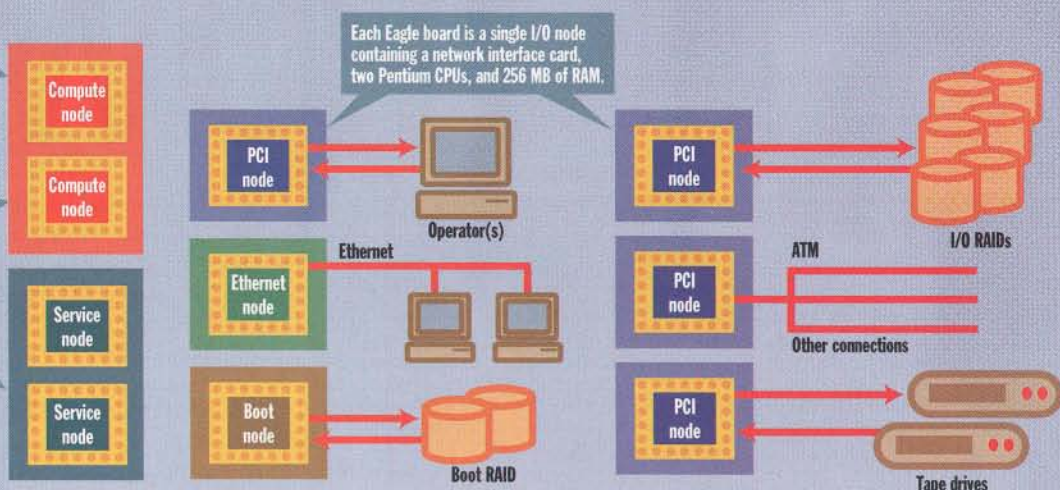 Each Eagle board is a single I/O node
containing a network interface card,
two Pentium CPUs, and 256 MB of RAM.
Compute
node
Compute
node
Service
node
Service
node
PCI
node
Operator(s)
Ethernet
Ethernet
node
Boot
node
Boot RAID
PCI
node
I/O RAIDs
PCI
node
ATM
Other connections
PCI
node
Tape drives